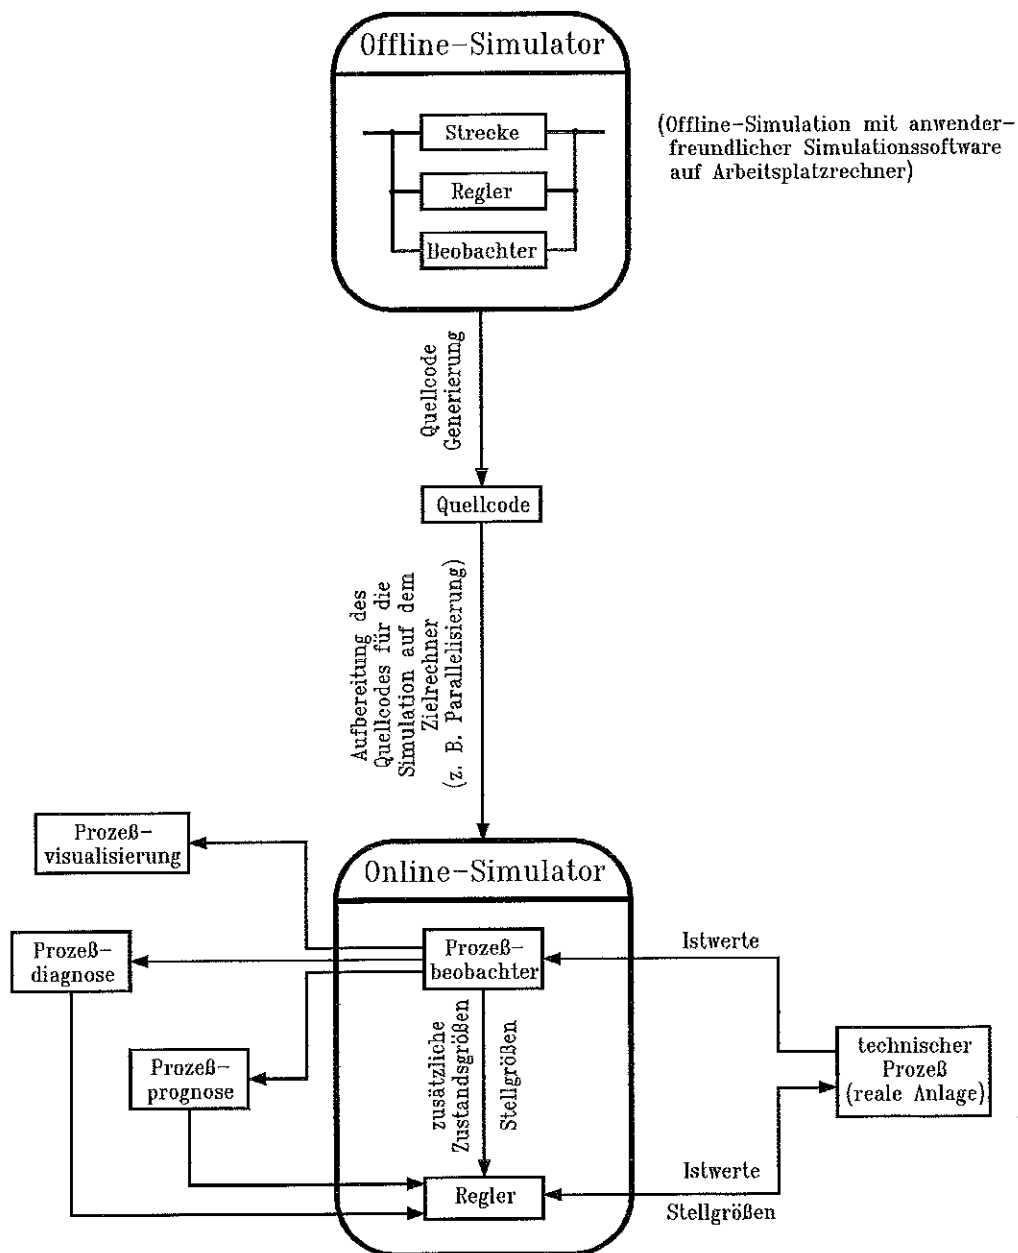 Offline-Simulator
Strecke
Regler
Beobachter
(Offline-Simulation mit anwender-
freundlicher Simulationssoftware
auf Arbeitsplatzrechner)
Quellcode
Generierung
Quellcode
Aufbereitung des
Quellcodes für die
Simulation auf dem
Zielrechner
(z. B. Parallelisierung)
Prozeß-
visualisierung
Online-Simulator
Prozeß-
diagnose
Prozeß-
beobachter
Istwerte
zusätzliche
Zustandsgrößen
Stellgrößen
technischer
Prozeß
(reale Anlage)
Prozeß-
prognose
Regler
Istwerte
Stellgrößen